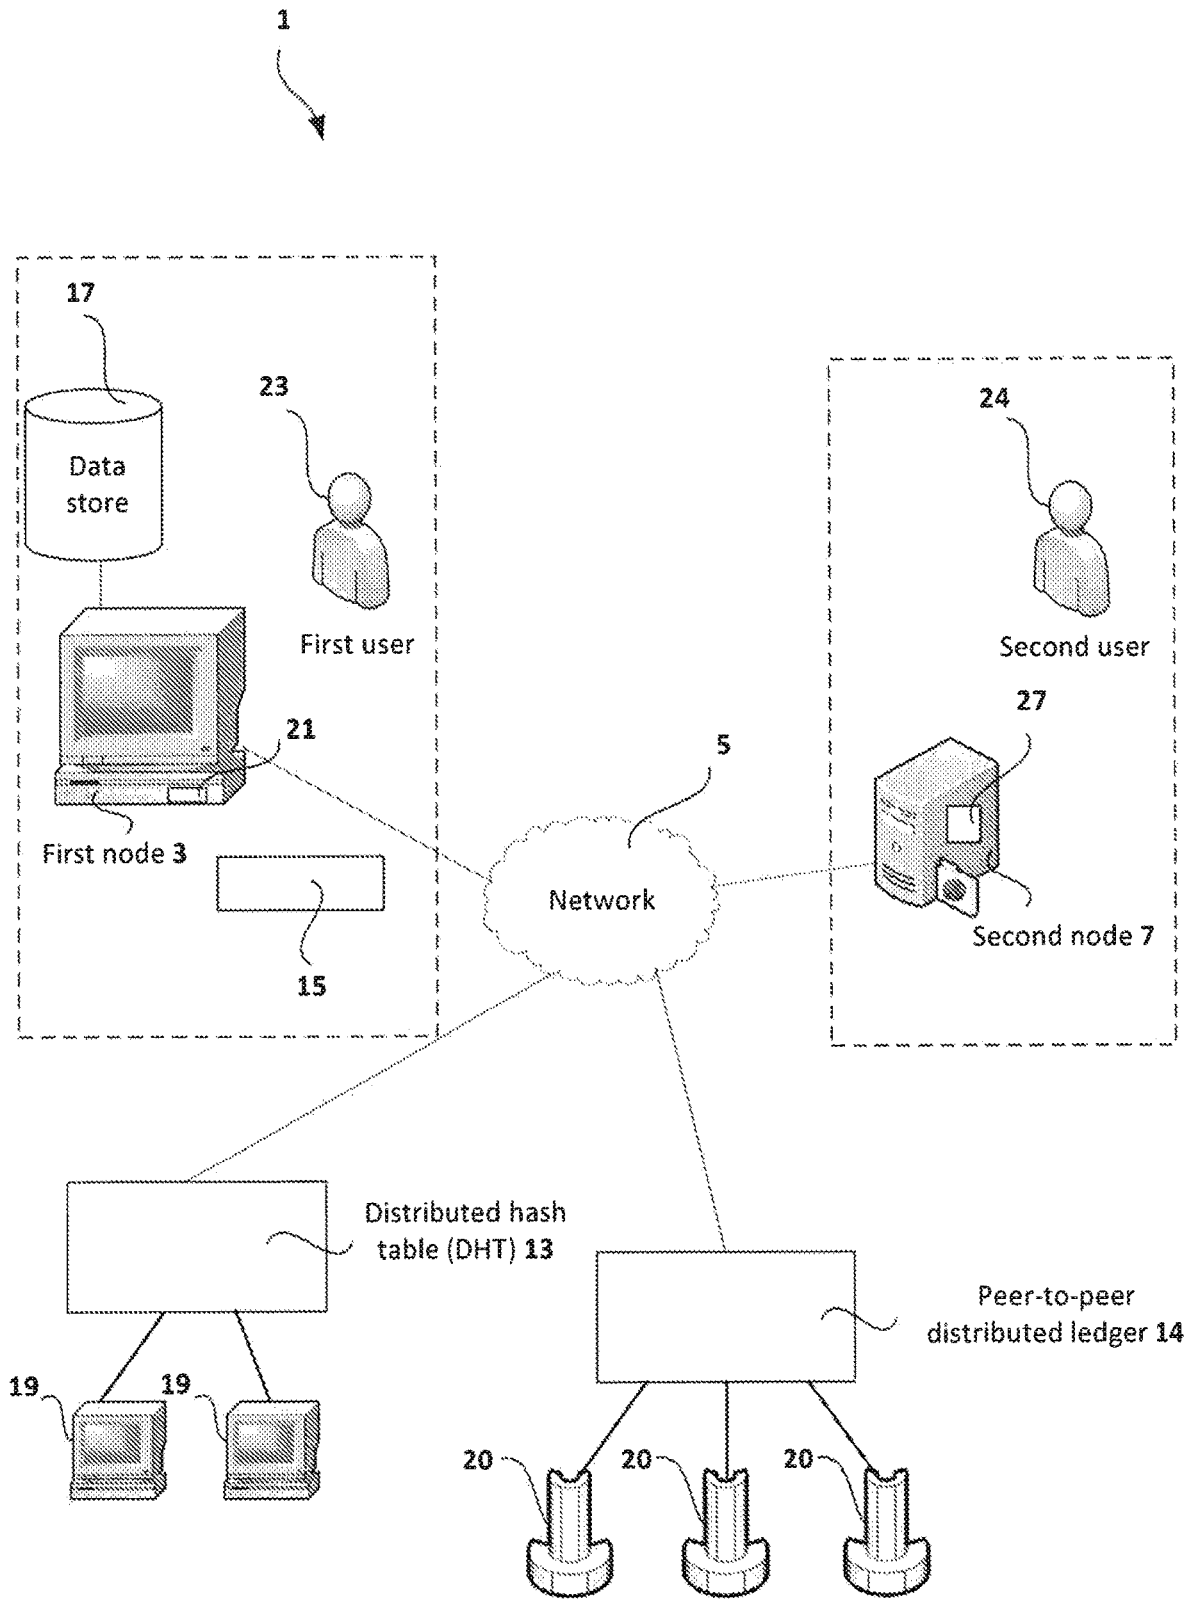 1
17
23
24
Data
store
First user
Second user
21
27
5
First node 3
Network
15
Second node 7
Distributed hash
table (DHT) 13
Peer-to-peer
distributed ledger 14
19
19
20
20
20